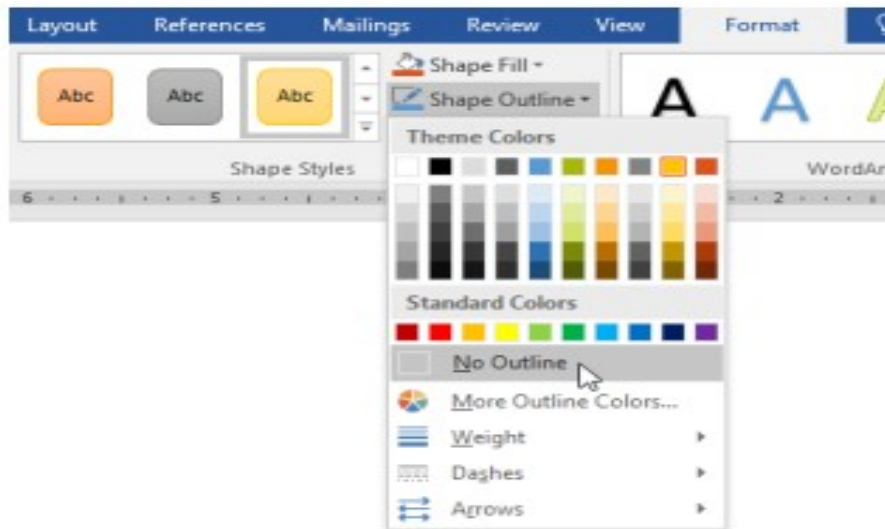 Layout References Mailings Review View Format
Abc Abc Abc
Shape Fill
Shape Outline
A A
Theme Colors
Shape Styles
WordAr
6 5 2
Standard Colors
No Outline
More Outline Colors...
Weight
Dashes
Arrows